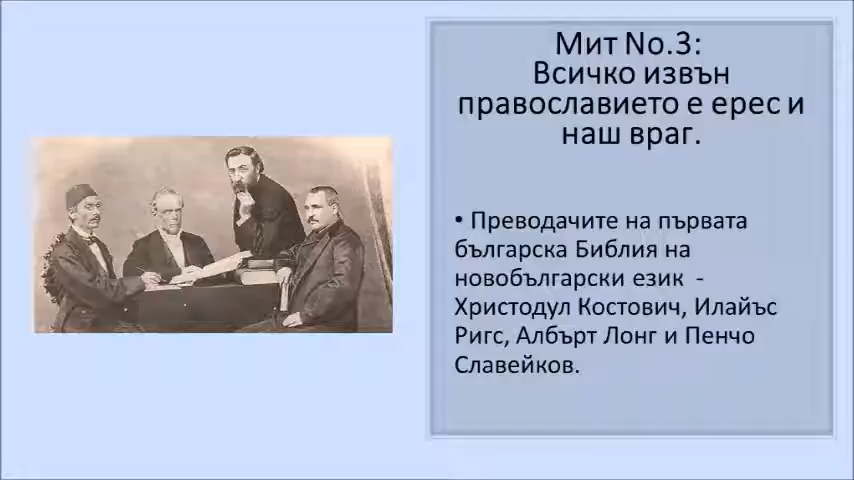 Мит No.3:
Всичко извън
православието е ерес и
наш враг.
• Преводачите на първата
българска Библия на
новобългарски език -
Христодул Костович, Илайъс
Ригс, Албърт Лонг и Пенчо
Славейков.